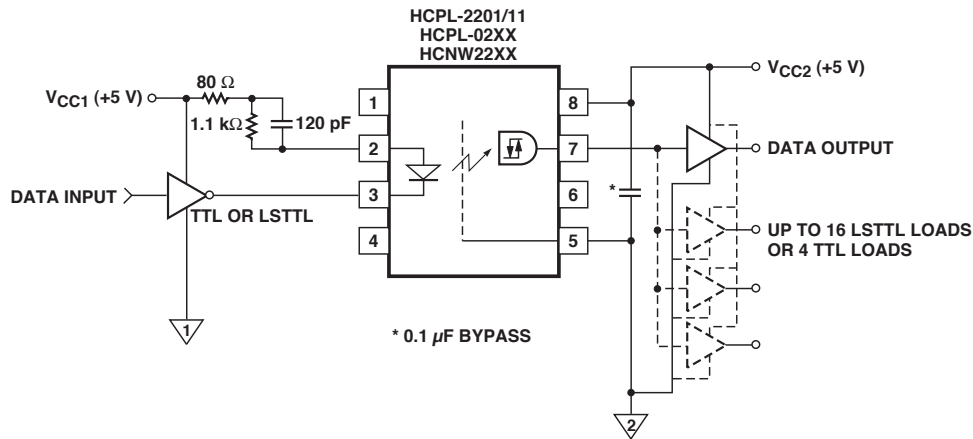 HCPL-2201/11
HCPL-02XX
HCNW22XX
VCC1 (+5 V)
80 Ω
1.1 kΩ
120 pF
1
8
VCC2 (+5 V)
2
7
DATA OUTPUT
DATA INPUT
TTL OR LSTTL
3
6
*
4
5
UP TO 16 LSTTL LOADS
OR 4 TTL LOADS
1
* 0.1 µF BYPASS
2